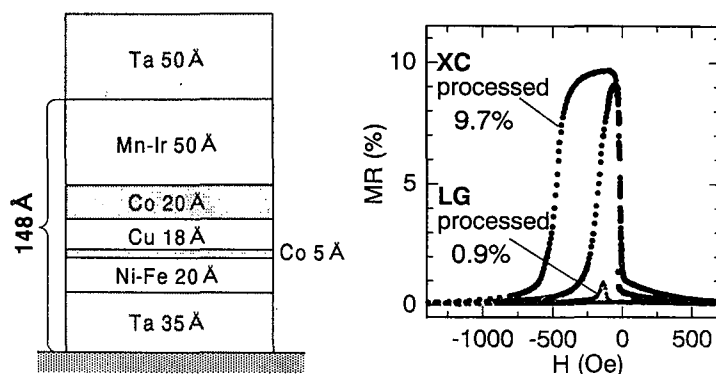 Ta 50 Å
Mn-Ir 50 Å
Co 20 Å
Cu 18 Å
Co 5 Å
Ni-Fe 20 Å
Ta 35 Å
148 Å
XC
processed
9.7%
LG
processed
0.9%
MR (%)
10
5
0
-1000 -500 0 500
H (Oe)